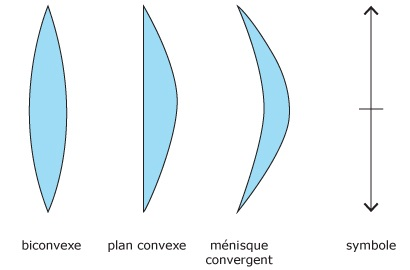 biconvexe
plan convexe
ménisque
convergent
symbole